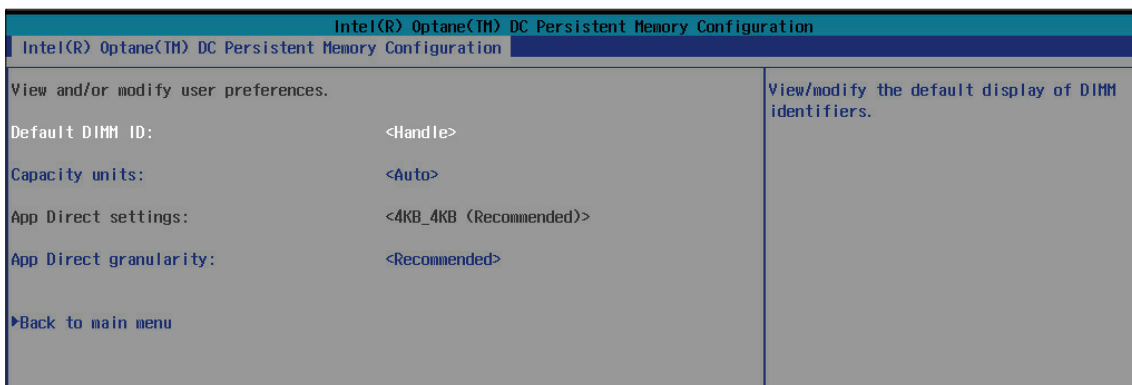 Intel(R) Optane(TM) DC Persistent Memory Configuration
Intel(R) Optane(TM) DC Persistent Memory Configuration
View and/or modify user preferences.
Default DIMM ID: <Handle>
Capacity units: <Auto>
App Direct settings: <4KB_4KB (Recommended)>
App Direct granularity: <Recommended>
Back to main menu
View/modify the default display of DIMM
identifiers.